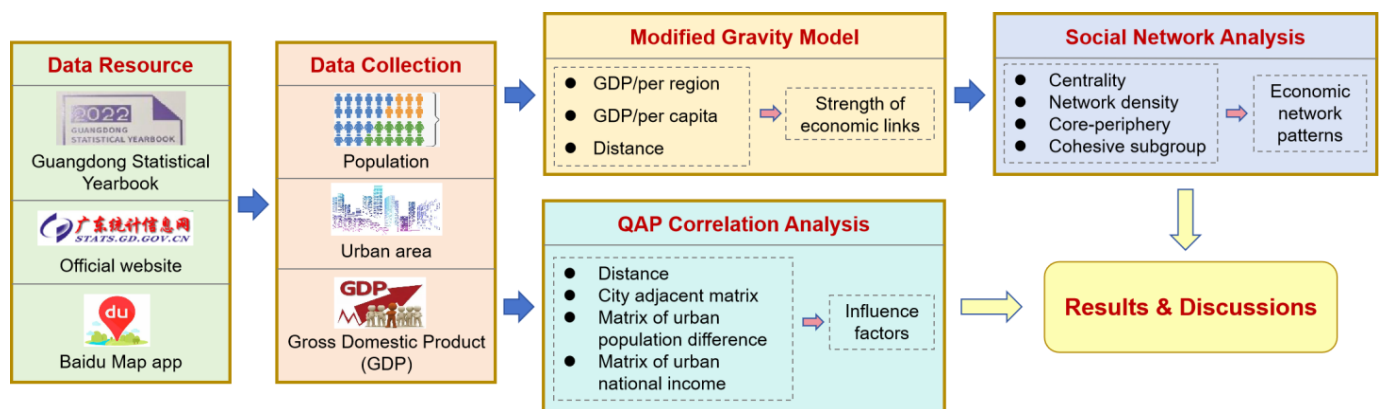 Data Resource
2022
GUANGDONG
STATISTICAL YEARBOOK
Guangdong Statistical
Yearbook
广东统计信息网
STATS.GD.GOV.CN
Official website
du
Baidu Map app
Data Collection
Population
Urban area
GDP
Gross Domestic Product
(GDP)
Modified Gravity Model
● GDP/per region
● GDP/per capita
● Distance
Strength of
economic links
Social Network Analysis
● Centrality
● Network density
● Core-periphery
● Cohesive subgroup
Economic
network
patterns
QAP Correlation Analysis
● Distance
● City adjacent matrix
● Matrix of urban
population difference
● Matrix of urban
national income
Influence
factors
Results & Discussions